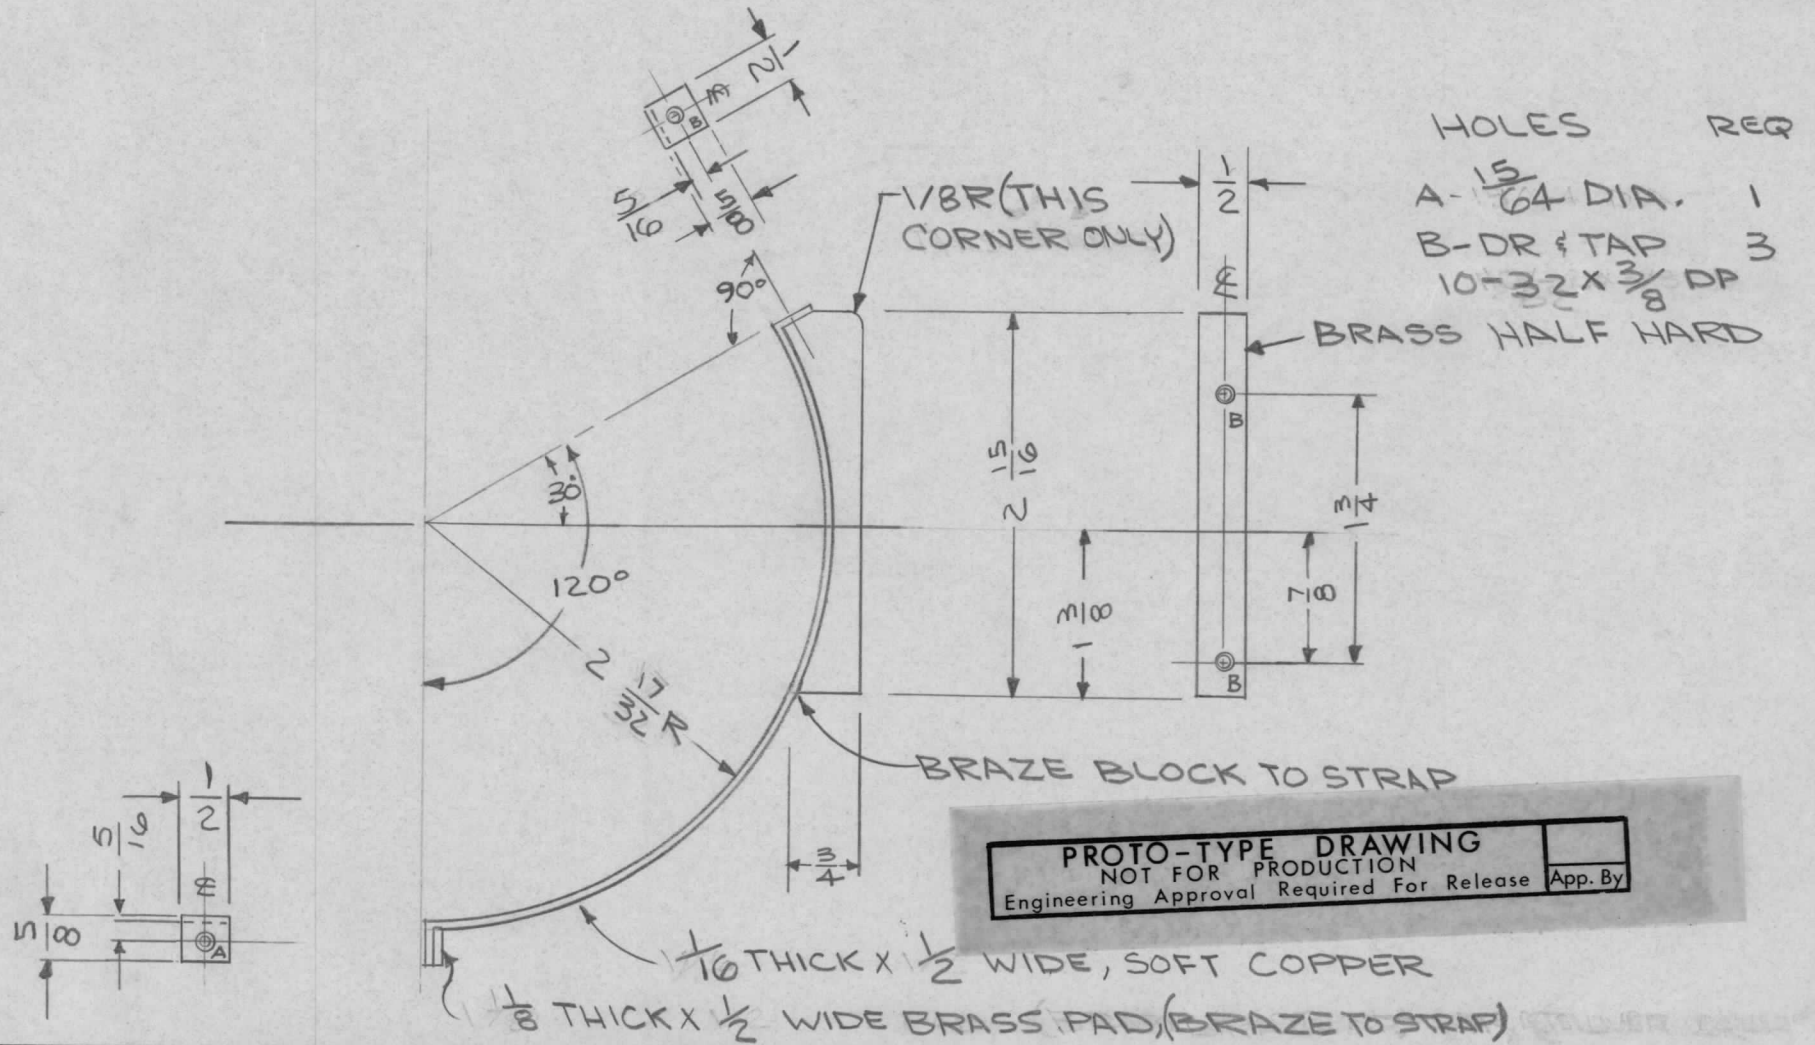 1/2
A
B
5/16
5/8
90°
1/8R (THIS
CORNER ONLY)
1/2
HOLES REQ
A- 15/64 DIA. 1
B-DR & TAP 3
10-32 X 3/8 DP
BRASS HALF HARD
B
30°
2 15/16
1 3/4
120°
1 3/8
7/8
2 17/32 R
B
BRAZE BLOCK TO STRAP
3/4
1/2
5/16
5/8
A
PROTO-TYPE DRAWING
NOT FOR PRODUCTION
Engineering Approval Required For Release
App. By
1/16 THICK X 1/2 WIDE, SOFT COPPER
1/8 THICK X 1/2 WIDE BRASS PAD, (BRAZE TO STRAP)